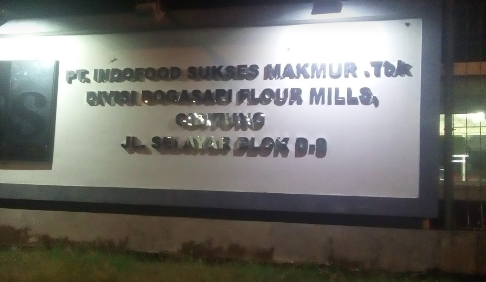 PT. INDOFOOD SUKSES MAKMUR .Tbk
DIVISI BOGASARI FLOUR MILLS,
CIBITUNG
JL. SELAYAR BLOK D-8